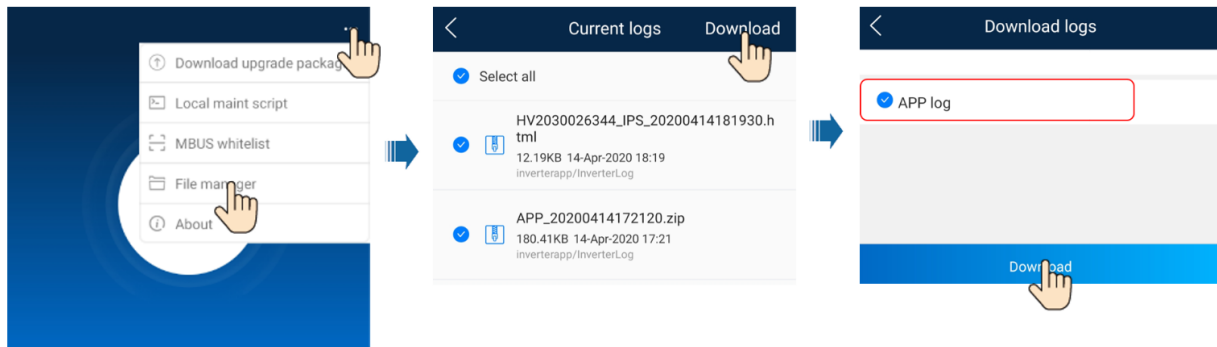 Download upgrade packag
Local maint script
MBUS whitelist
File manager
About
Current logs Download
Select all
HV2030026344_IPS_20200414181930.h
tml
12.19KB 14-Apr-2020 18:19
inverterapp/InverterLog
APP_20200414172120.zip
180.41KB 14-Apr-2020 17:21
inverterapp/InverterLog
Download logs
APP log
Download